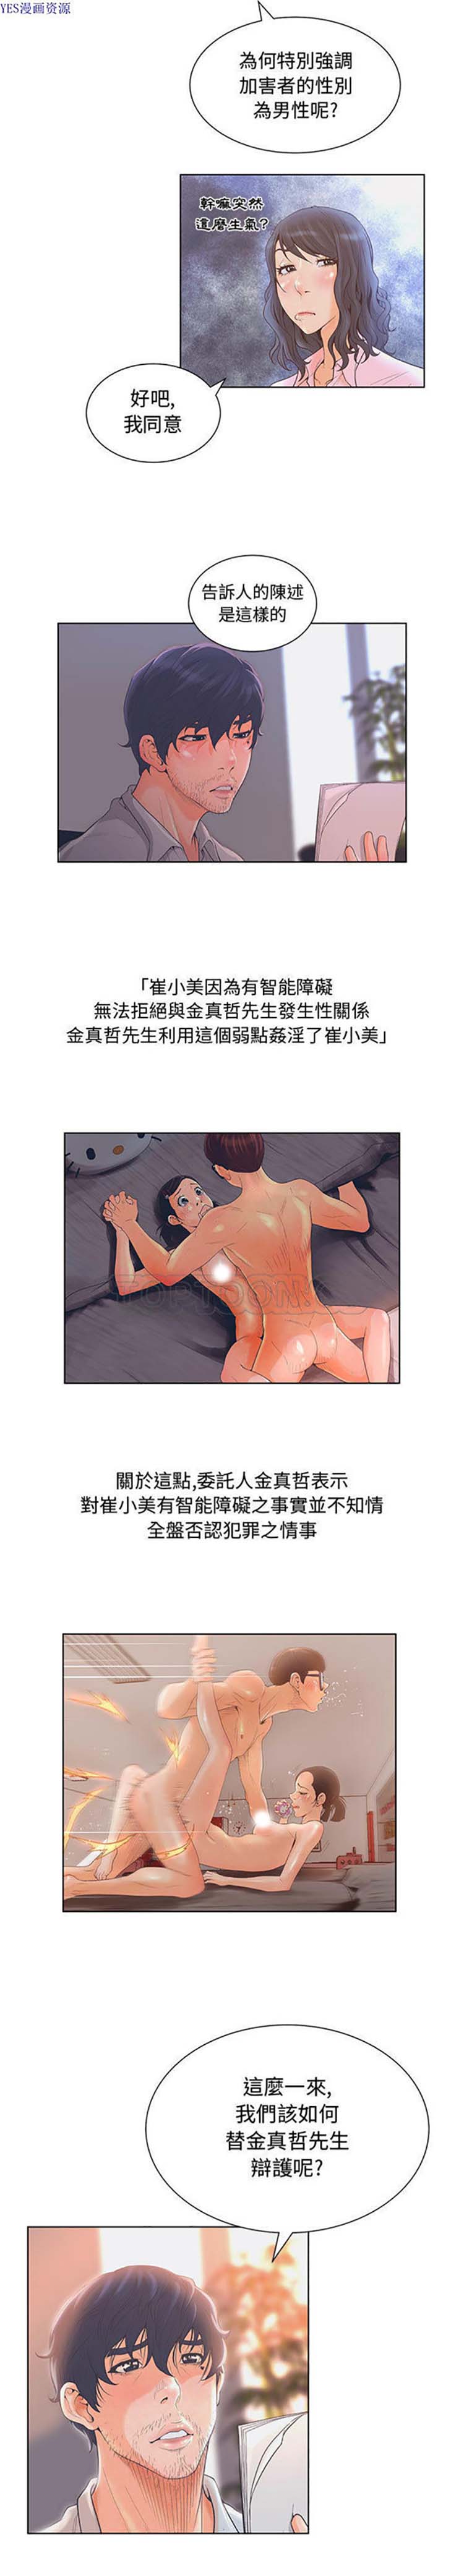 YES漫画资源
為何特別強調
加害者的性別
為男性呢?
幹嘛突然
這麼生氣?
好吧,
我同意
告訴人的陳述
是這樣的
「崔小美因為有智能障礙
無法拒絕與金真哲先生發生性關係
金真哲先生利用這個弱點姦淫了崔小美」
TOPTOON
關於這點,委託人金真哲表示
對崔小美有智能障礙之事實並不知情
全盤否認犯罪之情事
這麼一來,
我們該如何
替金真哲先生
辯護呢?